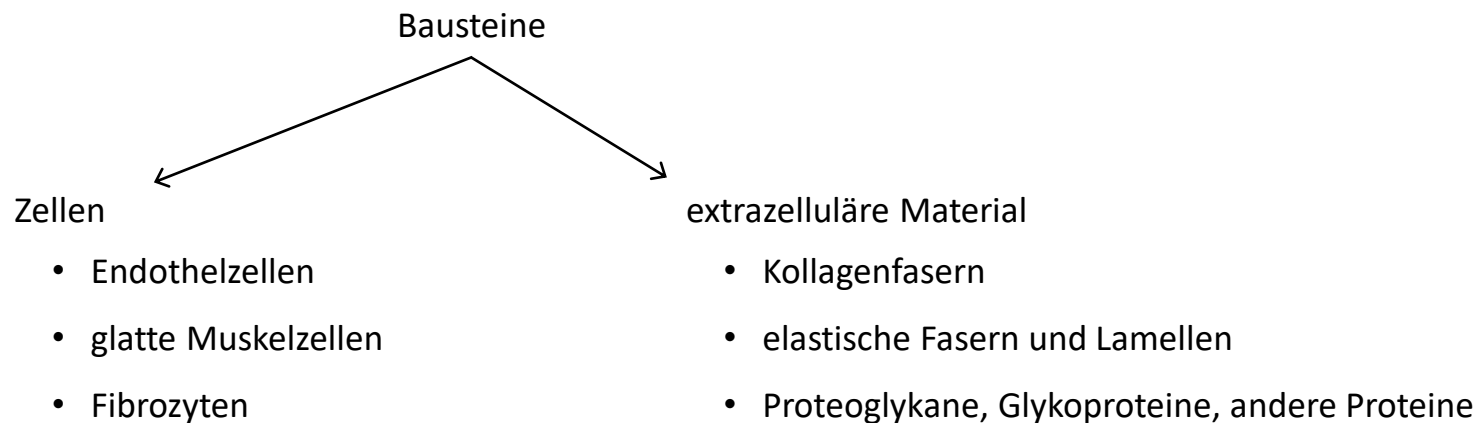 Bausteine
Zellen
• Endothelzellen
• glatte Muskelzellen
• Fibrozyten
extrazelluläre Material
• Kollagenfasern
• elastische Fasern und Lamellen
• Proteoglykane, Glykoproteine, andere Proteine